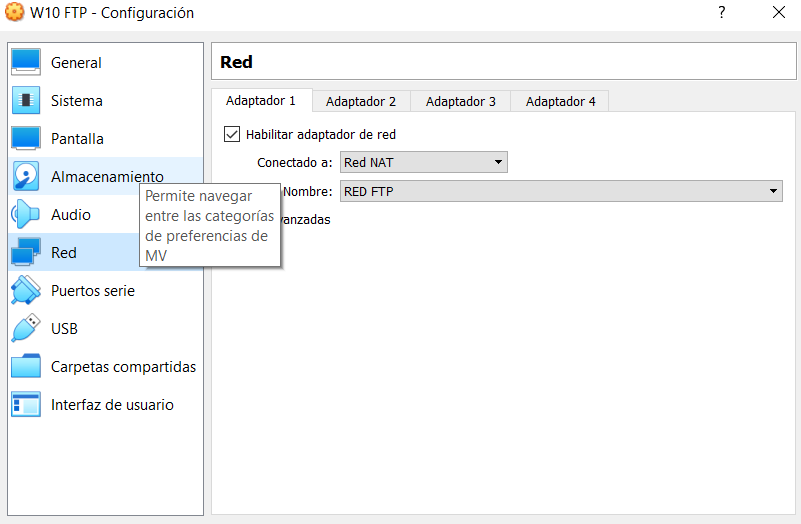 W10 FTP - Configuración
?
General
Sistema
Pantalla
Almacenamiento
Audio
Red
Puertos serie
USB
Carpetas compartidas
Interfaz de usuario
Permite navegar
entre las categorías
de preferencias de
MV
Red
Adaptador 1
Adaptador 2
Adaptador 3
Adaptador 4
Habilitar adaptador de red
Conectado a: Red NAT
Nombre: RED FTP